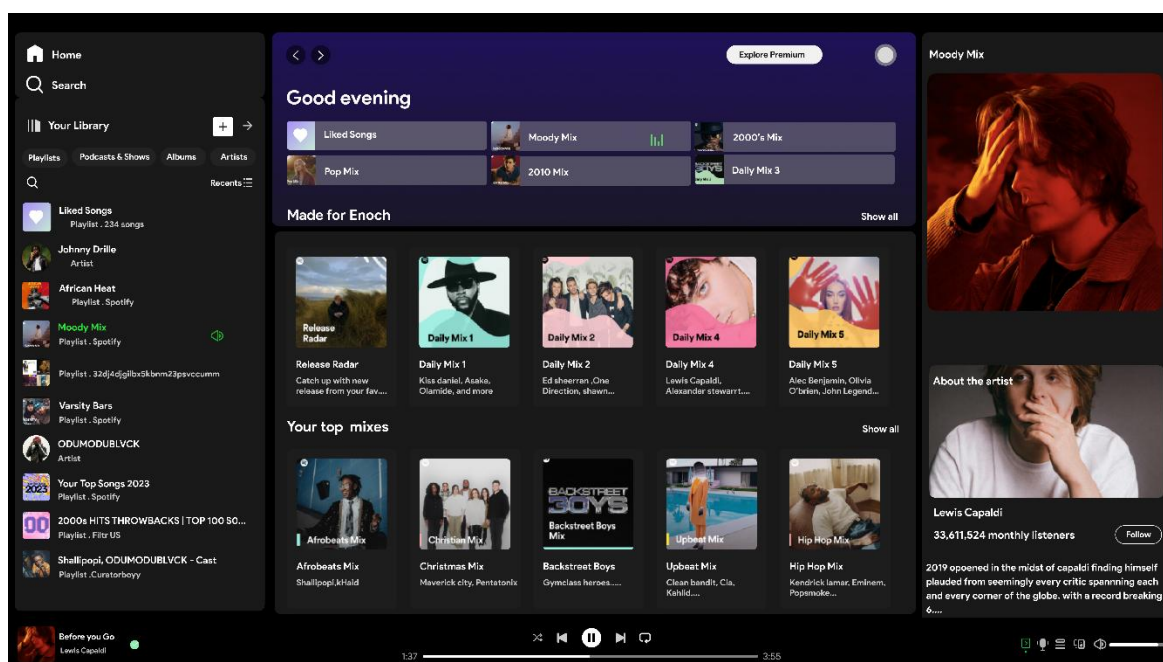 Home
Search
Your Library
+
Playlists
Podcasts & Shows
Albums
Artists
Recents
Liked Songs
Playlist . 234 songs
Johnny Drille
Artist
African Heat
Playlist . Spotify
Moody Mix
Playlist . Spotify
Playlist . 32dj4djgilbx5kbnm23psvccumm
Varsity Bars
Playlist . Spotify
ODUMODUBLVCK
Artist
2023
Your Top Songs 2023
Playlist . Spotify
00
2000s HITS THROWBACKS | TOP 100 SO...
Playlist . Filtr US
Shallipopi, ODUMODUBLVCK - Cast
Playlist .Curatorboyy
Explore Premium
Good evening
Liked Songs
Moody Mix
2000's Mix
Pop Mix
2010 Mix
Daily Mix 3
Made for Enoch
Show all
Release
Radar
Release Radar
Catch up with new
release from your fav....
Daily Mix 1
Daily Mix 1
Kiss daniel, Asake,
Olamide, and more
Daily Mix 2
Daily Mix 2
Ed sheerran ,One
Direction, shawn...
Daily Mix 4
Daily Mix 4
Lewis Capaldi,
Alexander stewarrt....
Daily Mix 5
Daily Mix 5
Alec Benjamin, Olivia
O'brien, John Legend...
Your top mixes
Show all
Afrobeats Mix
Afrobeats Mix
Shallipopi,kHaid
Christian Mix
Christmas Mix
Maverick city, Pentatonix
BACKSTREET
BOYS
Backstreet Boys
Mix
Backstreet Boys
Gymclass heroes.....
Upbeat Mix
Upbeat Mix
Clean bandit, Cia,
Kahlid....
Hip Hop Mix
Hip Hop Mix
Kendrick lamar, Eminem,
Popsmoke...
Moody Mix
About the artist
Lewis Capaldi
33,611,524 monthly listeners
Follow
2019 opoened in the midst of capaldi finding himself
plauded from seemingly every critic spannning each
and every corner of the globe. with a record breaking
6....
Before you Go
Lewis Capaldi
1:37
3:55